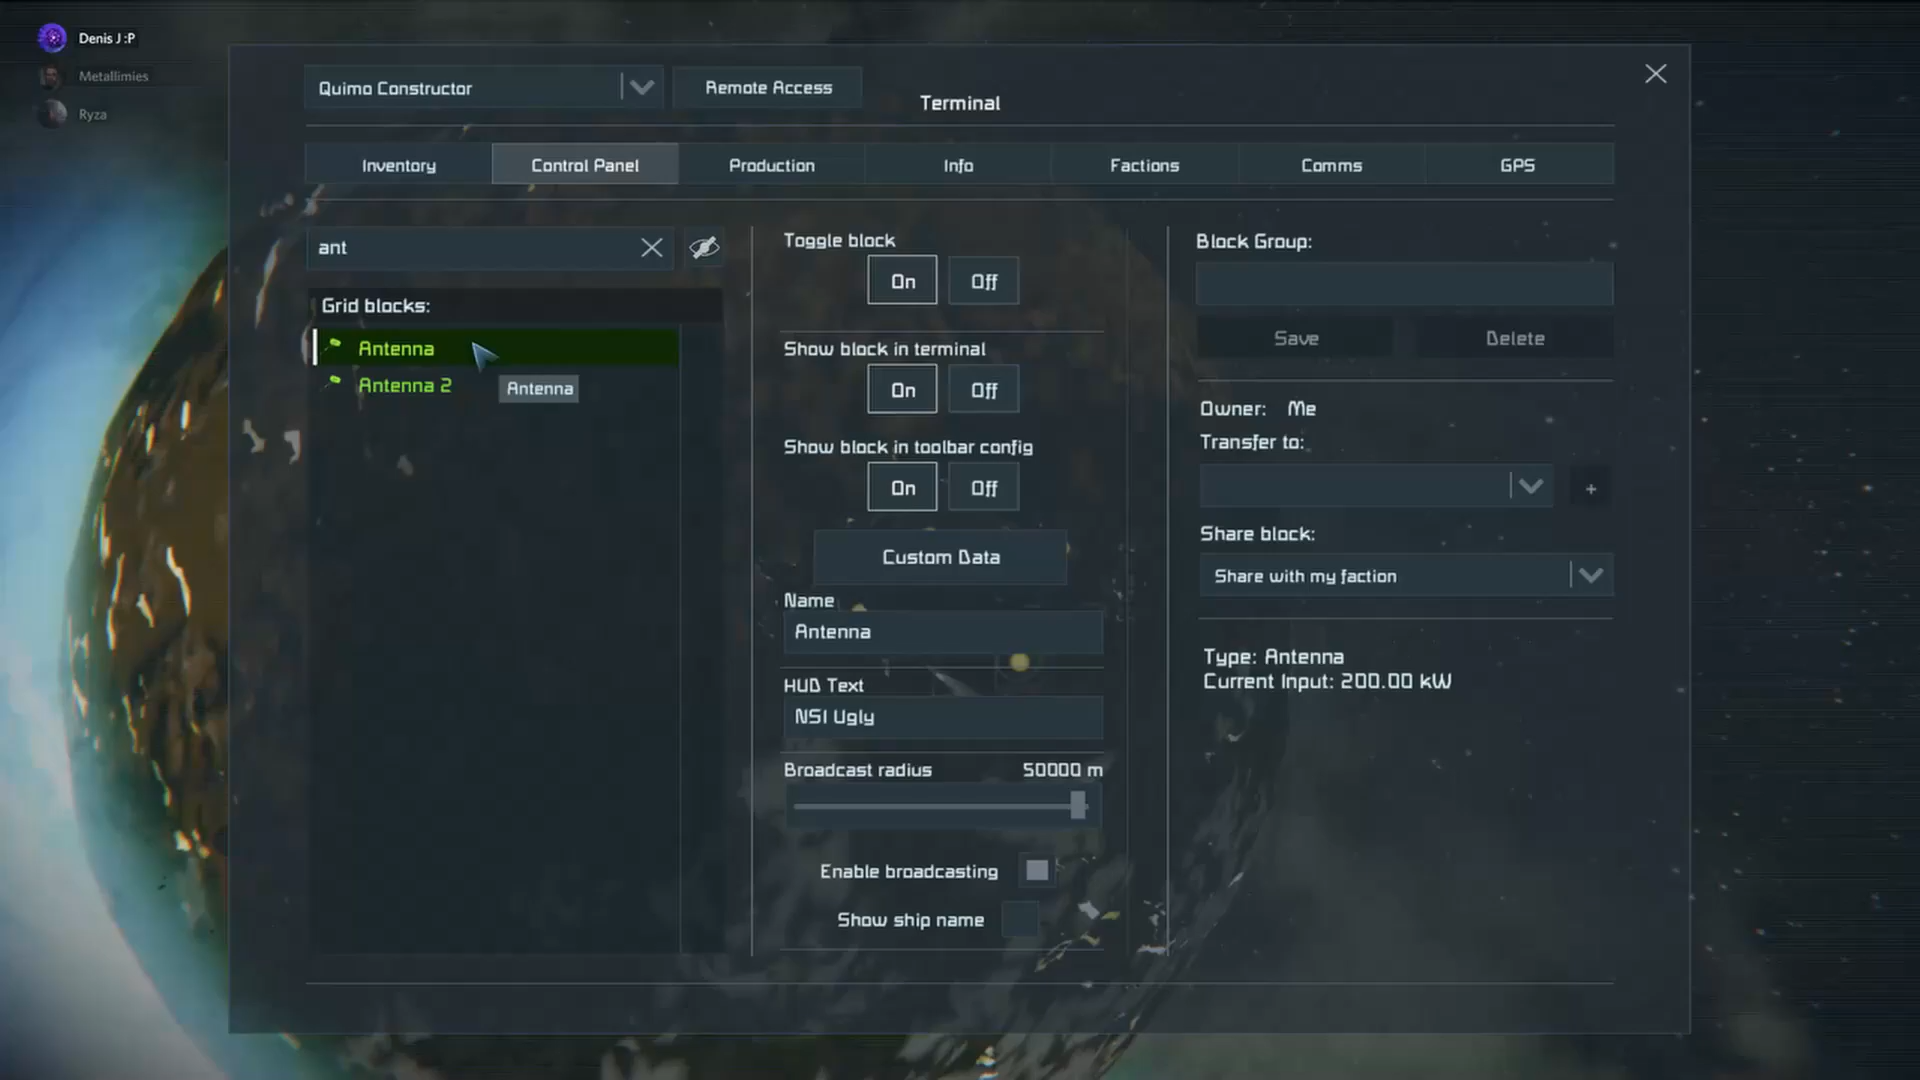 Denis J :P
Metallimies
Ryza
Quimo Constructor
Remote Access
Terminal
Inventory
Control Panel
Production
Info
Factions
Comms
GPS
ant
Grid blocks:
Antenna
Antenna 2
Antenna
Toggle block
On
Off
Show block in terminal
On
Off
Show block in toolbar config
On
Off
Custom Data
Name
Antenna
HUD Text
NSI Ugly
Broadcast radius 50000 m
Enable broadcasting
Show ship name
Block Group:
Save
Delete
Owner: Me
Transfer to:
+
Share block:
Share with my faction
Type: Antenna
Current Input: 200.00 kW